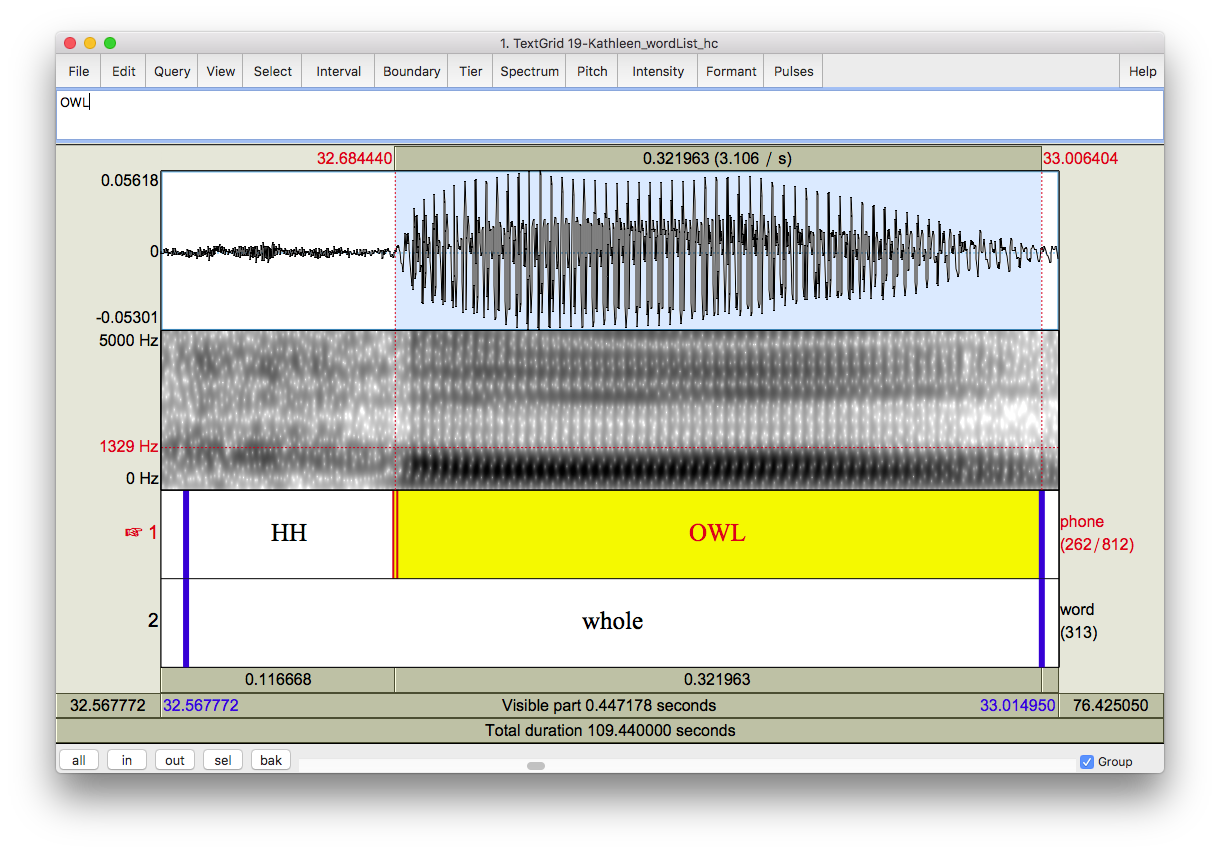 1. TextGrid 19-Kathleen_wordList_hc
File Edit Query View Select Interval Boundary Tier Spectrum Pitch Intensity Formant Pulses Help
OWL
32.684440 0.321963 (3.106 / s) 33.006404
0.05618
0
-0.05301
5000 Hz
1329 Hz
0 Hz
☞ 1 HH OWL phone
(262/812)
2 whole word
(313)
0.116668 0.321963
32.567772 32.567772 Visible part 0.447178 seconds 33.014950 76.425050
Total duration 109.440000 seconds
all in out sel bak Group